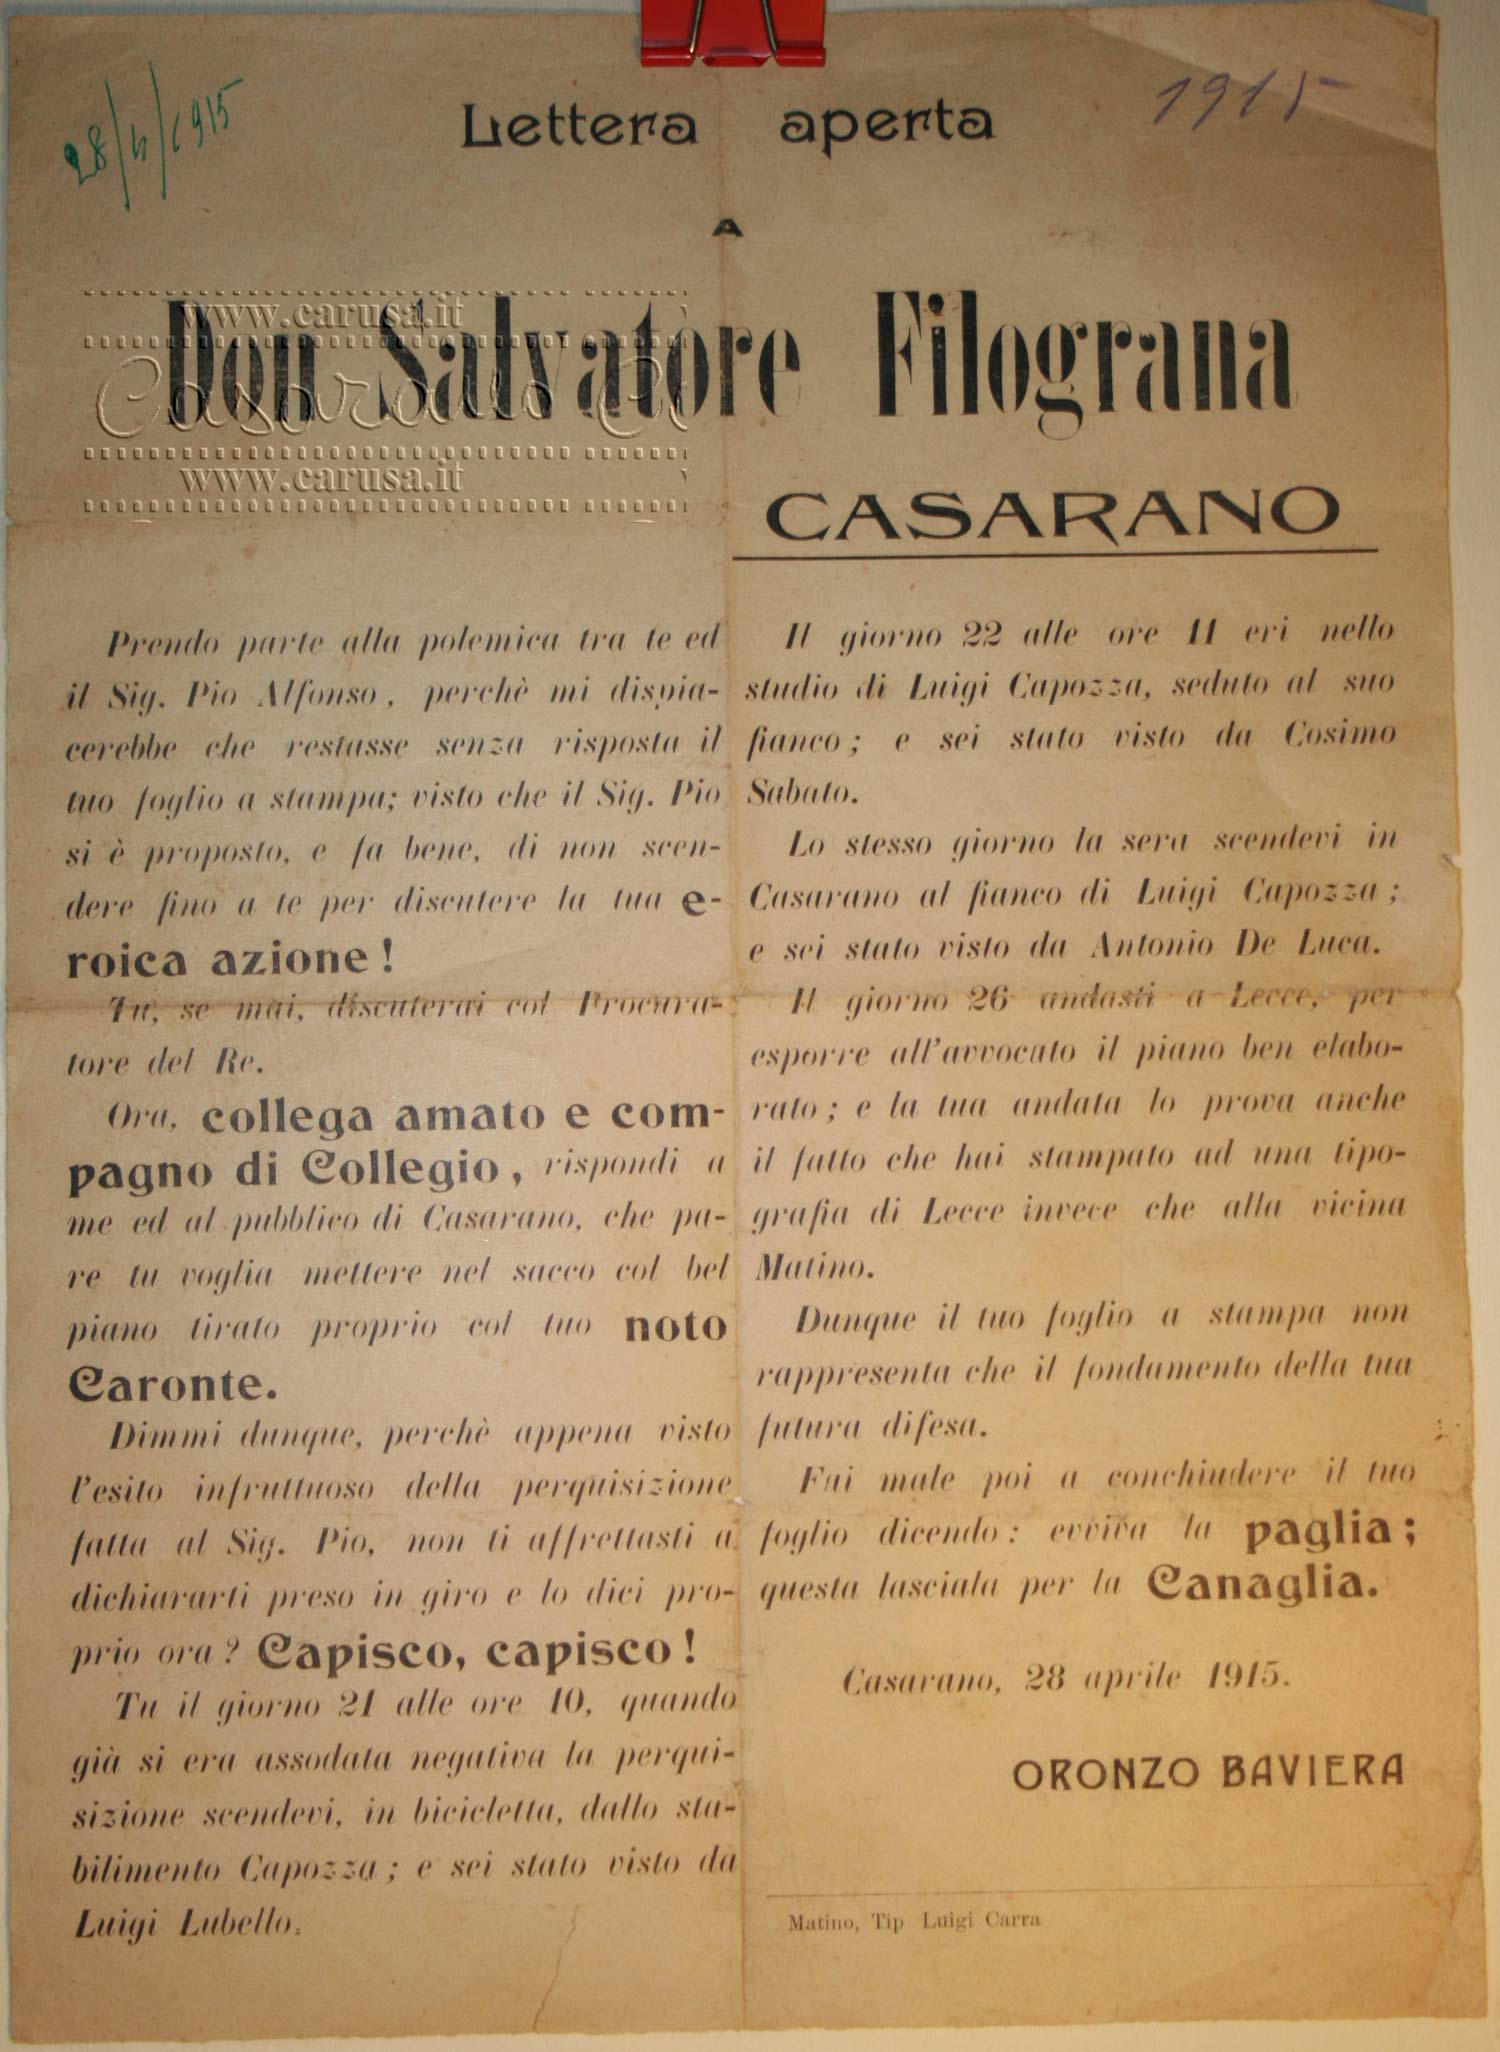 28/4/1915
1915
Lettera aperta
A
Don Salvatore Filograna
www.carusa.it
www.carusa.it
CASARANO
Prendo parte alla polemica tra te ed
il Sig. Pio Alfonso, perchè mi dispia-
cerebbe che restasse senza risposta il
tuo foglio a stampa; visto che il Sig. Pio
si è proposto, e fa bene, di non scen-
dere fino a te per discutere la tua e-
roica azione!
Tu, se mai, discuterai col Procura-
tore del Re.
Ora, collega amato e com-
pagno di Collegio, rispondi a
me ed al pubblico di Casarano, che pa-
re tu voglia mettere nel sacco col bel
piano tirato proprio col tuo noto
Caronte.
Dimmi dunque, perchè appena visto
l'esito infruttuoso della perquisizione
fatta al Sig. Pio, non ti affrettasti a
dichiararti preso in giro e lo dici pro-
prio ora? Capisco, capisco!
Tu il giorno 21 alle ore 10, quando
già si era assodata negativa la perqui-
sizione scendevi, in bicicletta, dallo sta-
bilimento Capozza; e sei stato visto da
Luigi Lubello.
Il giorno 22 alle ore 11 eri nello
studio di Luigi Capozza, seduto al suo
fianco; e sei stato visto da Cosimo
Sabato.
Lo stesso giorno la sera scendevi in
Casarano al fianco di Luigi Capozza;
e sei stato visto da Antonio De Luca.
Il giorno 26 andasti a Lecce, per
esporre all'avvocato il piano ben elabo-
rato; e la tua andata lo prova anche
il fatto che hai stampato ad una tipo-
grafia di Lecce invece che alla vicina
Matino.
Dunque il tuo foglio a stampa non
rappresenta che il fondamento della tua
futura difesa.
Fai male poi a conchiudere il tuo
foglio dicendo: evviva la paglia;
questa lasciala per la Canaglia.
Casarano, 28 aprile 1915.
ORONZO BAVIERA
Matino, Tip Luigi Carra